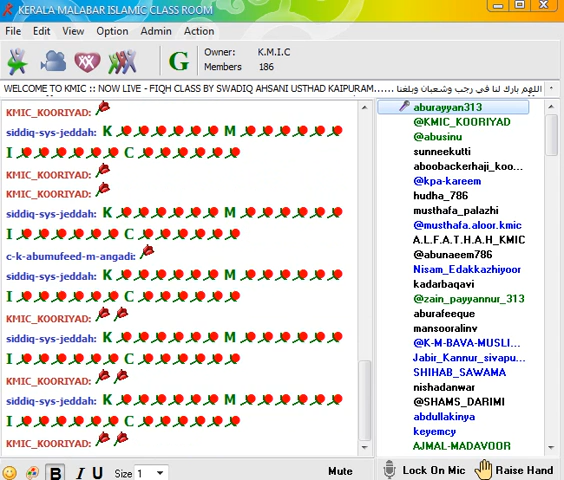 KERALA MALABAR ISLAMIC CLASS ROOM
File Edit View Option Admin Action
G Owner: K.M.I.C
Members 186
WELCOME TO KMIC :: NOW LIVE - FIQH CLASS BY SWADIQ AHSANI USTHAD KAIPURAM...... اللهم بارك لنا في رجب وشعبان وبلغنا
KMIC_KOORIYAD:
siddiq-sys-jeddah: K M
I C
KMIC_KOORIYAD:
KMIC_KOORIYAD:
siddiq-sys-jeddah: K M
I C
c-k-abumufeed-m-angadi:
siddiq-sys-jeddah: K M
I C
KMIC_KOORIYAD:
siddiq-sys-jeddah: K M
I C
KMIC_KOORIYAD:
siddiq-sys-jeddah: K M
I C
KMIC_KOORIYAD:
aburayyan313
@KMIC_KOORIYAD
@abusinu
sunneekutti
aboobackerhaji_koo...
@kpa-kareem
hudha_786
musthafa_palazhi
@musthafa.aloor.kmic
A.L.F.A.T.H.A.H_KMIC
@abunaeem786
Nisam_Edakkazhiyoor
kadarbaqavi
@zain_payyannur_313
aburafeeque
mansooralinv
@K-M-BAVA-MUSLI...
Jabir_Kannur_sivapu...
SHIHAB_SAWAMA
nishadanwar
@SHAMS_DARIMI
abdullakinya
keyemcy
AJMAL-MADAVOOR
B I U Size 1 Mute Lock On Mic Raise Hand